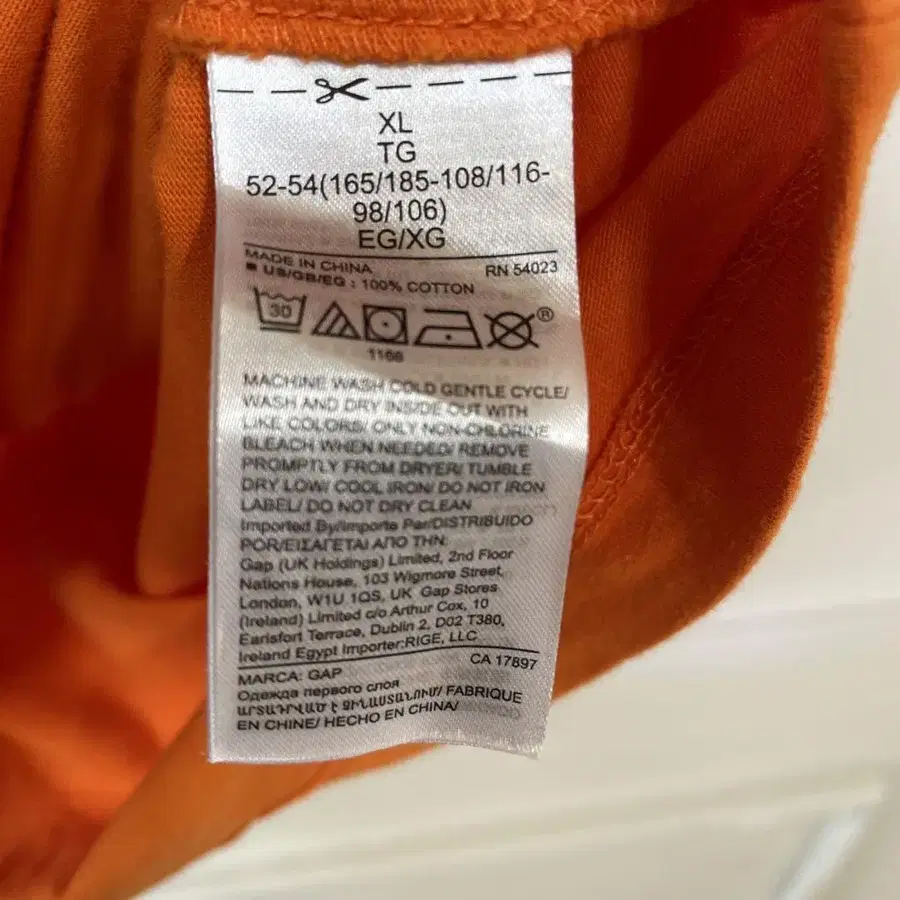 XL
TG
52-54(165/185-108/116-
98/106)
EG/XG
MADE IN CHINA RN 54023
■ US/GB/EG : 100% COTTON
30 ®
1166
MACHINE WASH COLD GENTLE CYCLE/
WASH AND DRY INSIDE OUT WITH
LIKE COLORS/ ONLY NON-CHLORINE
BLEACH WHEN NEEDED/ REMOVE
PROMPTLY FROM DRYER/ TUMBLE
DRY LOW/ COOL IRON/ DO NOT IRON
LABEL/ DO NOT DRY CLEAN
Imported By/Importe Par/DISTRIBUIDO
POR/ΕΙΣΑΓΕΤΑΙ ΑΠΟ ΤΗΝ:
Gap (UK Holdings) Limited, 2nd Floor
Nations House, 103 Wigmore Street,
London, W1U 1QS, UK Gap Stores
(Ireland) Limited c/o Arthur Cox, 10
Earlsfort Terrace, Dublin 2, D02 T380,
Ireland Egypt Importer:RIGE, LLC
MARCA: GAP CA 17897
Одежда первого слоя
ԱՐՏԱԴՐՎԱԾ Է ՉԻՆԱՍՏԱՆՈՒՄ/ FABRIQUE
EN CHINE/ HECHO EN CHINA/